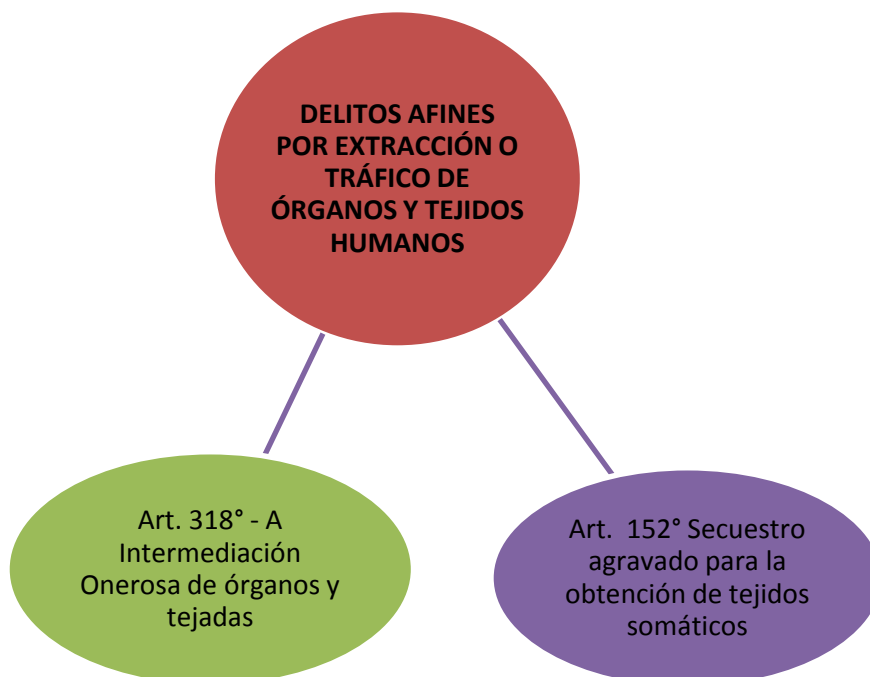 DELITOS AFINES
POR EXTRACCIÓN O
TRÁFICO DE
ÓRGANOS Y TEJIDOS
HUMANOS
Art. 318° - A
Intermediación
Onerosa de órganos y
tejadas
Art. 152° Secuestro
agravado para la
obtención de tejidos
somáticos